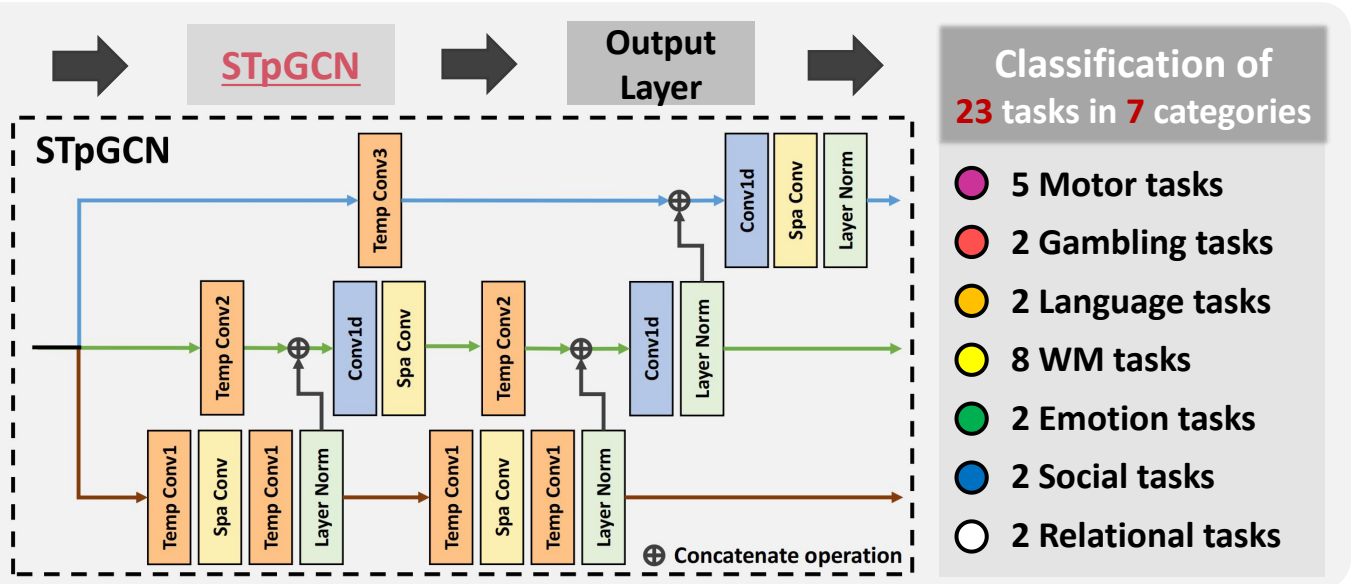 STpGCN
Output
Layer
STpGCN
Temp Conv3
Conv1d
Spa Conv
Layer Norm
Temp Conv2
Conv1d
Spa Conv
Temp Conv2
Conv1d
Layer Norm
Temp Conv1
Spa Conv
Temp Conv1
Layer Norm
Temp Conv1
Spa Conv
Temp Conv1
Layer Norm
⊕ Concatenate operation
Classification of
23 tasks in 7 categories
5 Motor tasks
2 Gambling tasks
2 Language tasks
8 WM tasks
2 Emotion tasks
2 Social tasks
2 Relational tasks